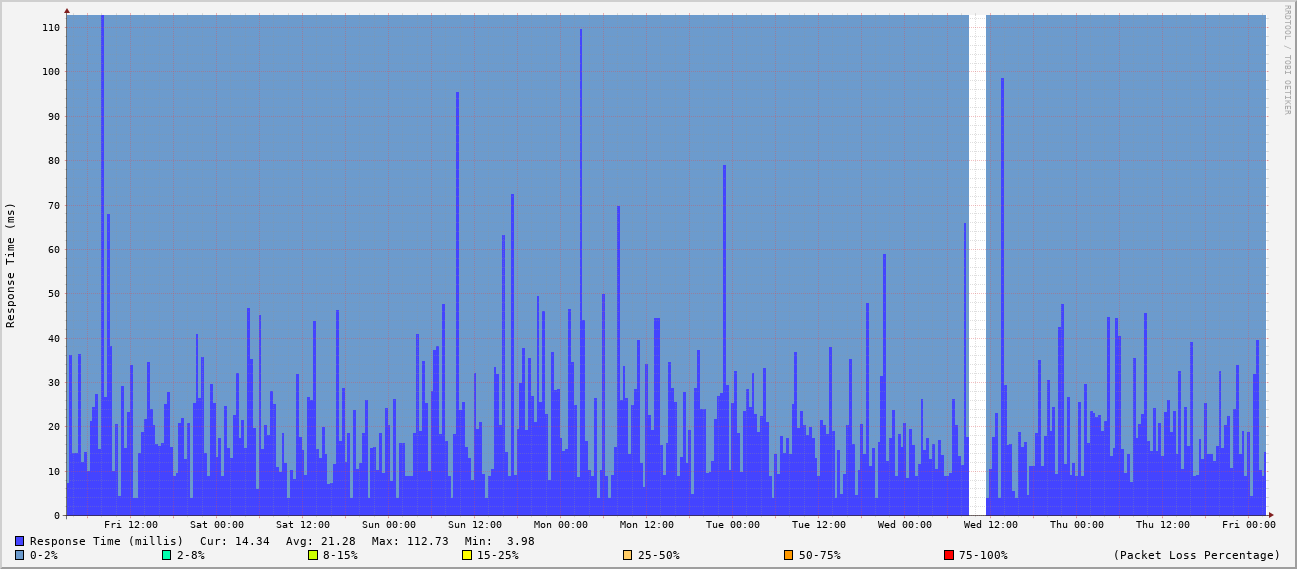 RRDTOOL / TOBI OETIKER
Response Time (ms)
110
100
90
80
70
60
50
40
30
20
10
0
Fri 12:00 Sat 00:00 Sat 12:00 Sun 00:00 Sun 12:00 Mon 00:00 Mon 12:00 Tue 00:00 Tue 12:00 Wed 00:00 Wed 12:00 Thu 00:00 Thu 12:00 Fri 00:00
Response Time (millis) Cur: 14.34 Avg: 21.28 Max: 112.73 Min: 3.98
0-2% 2-8% 8-15% 15-25% 25-50% 50-75% 75-100% (Packet Loss Percentage)